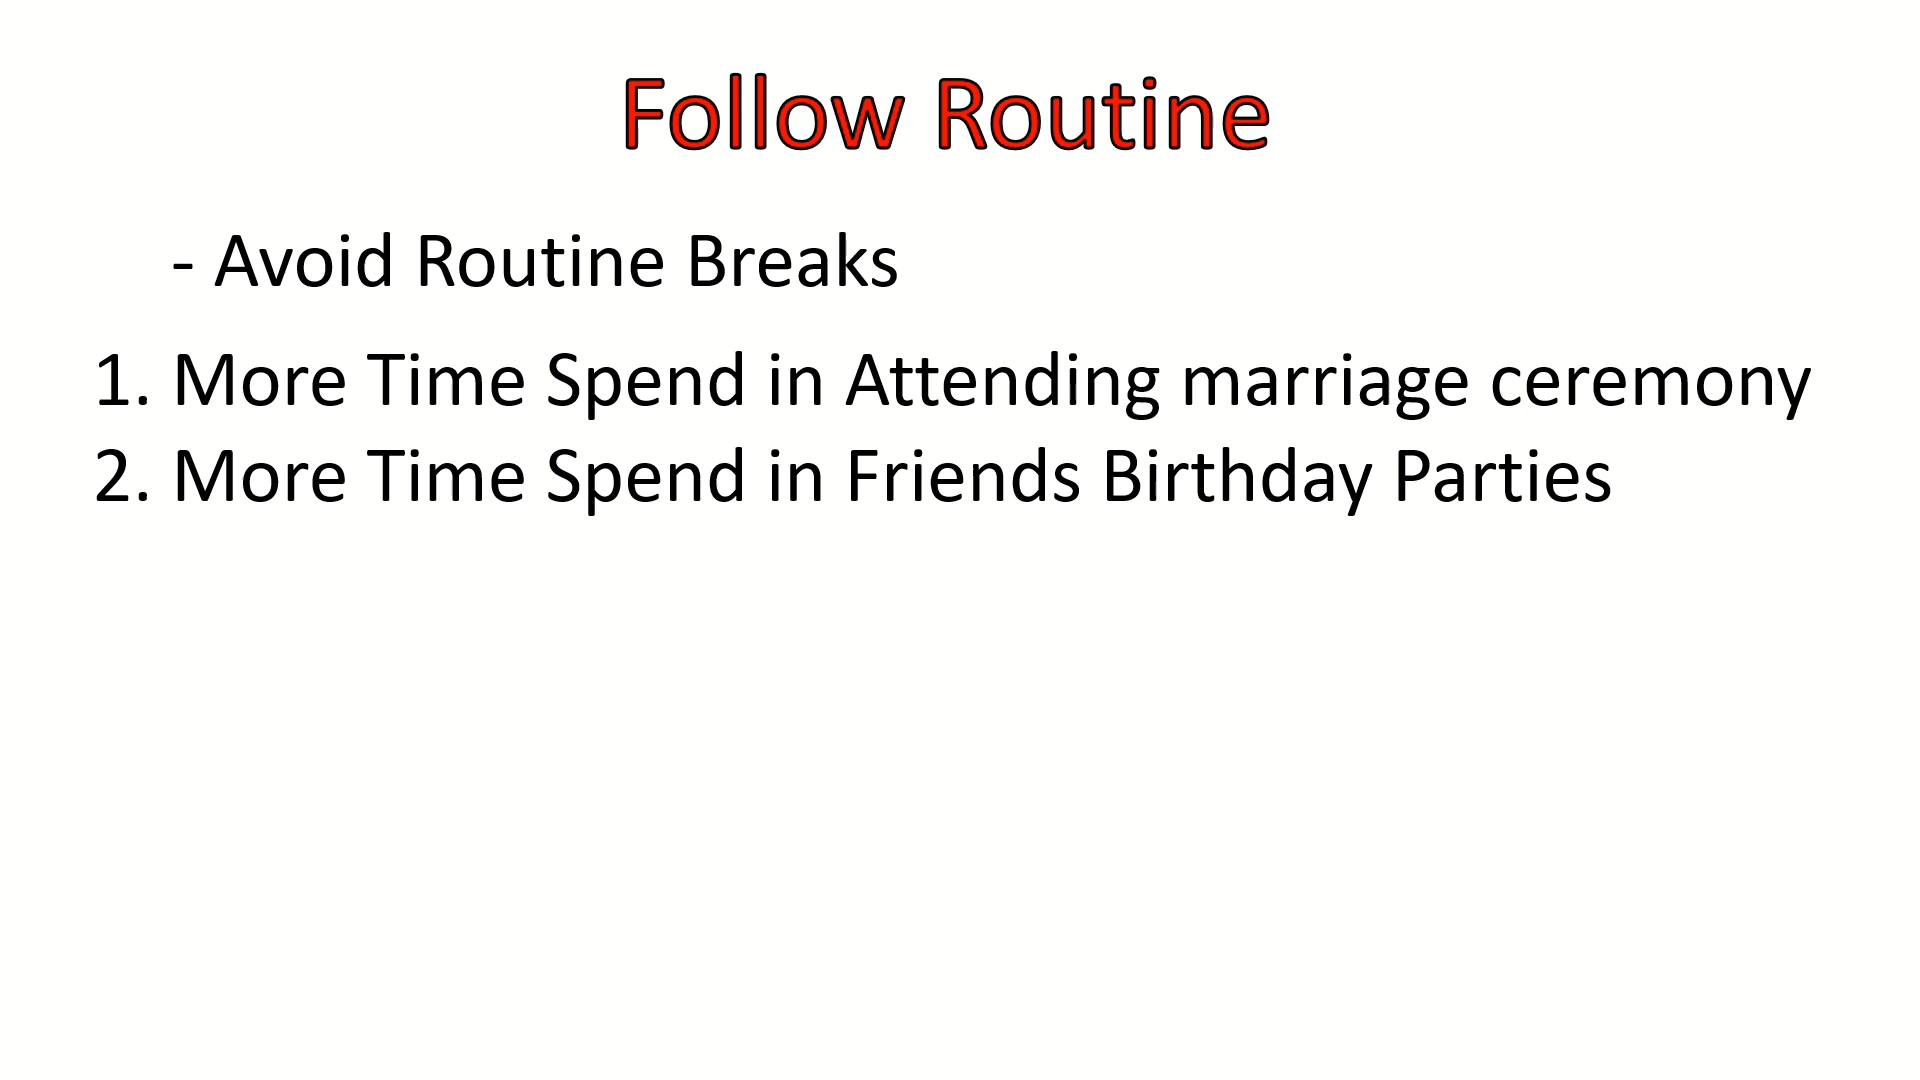 Follow Routine
- Avoid Routine Breaks
1. More Time Spend in Attending marriage ceremony
2. More Time Spend in Friends Birthday Parties